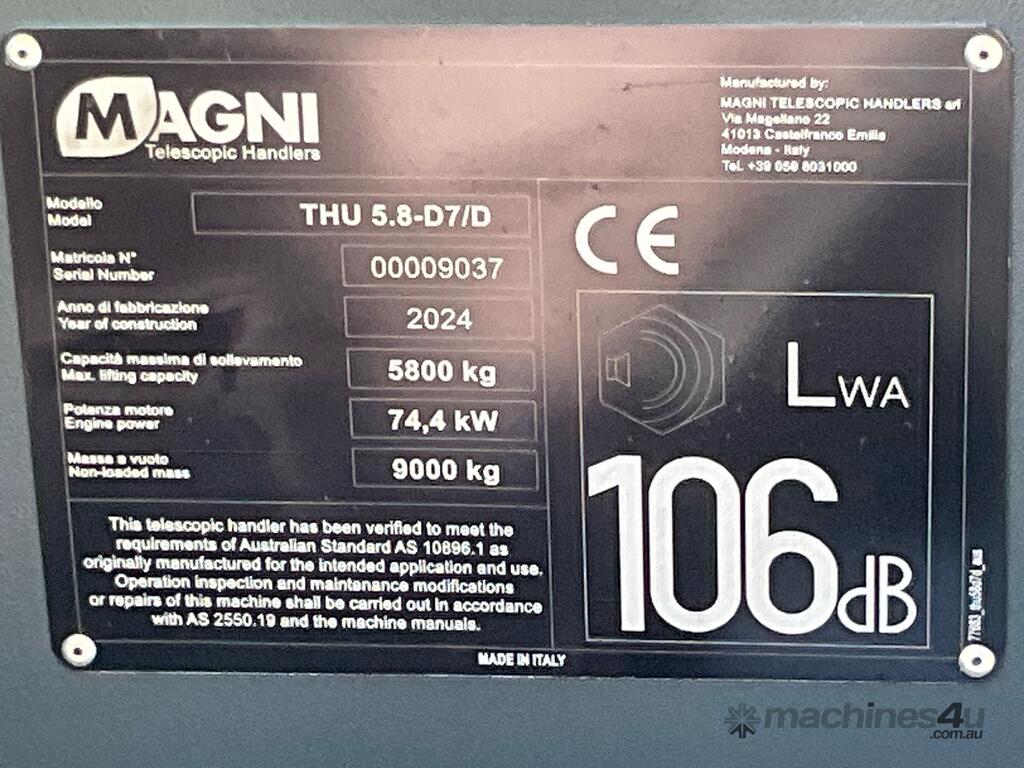 MAGNI
Telescopic Handlers
Manufactured by:
MAGNI TELESCOPIC HANDLERS srl
Via Magellano 22
41013 Castelfranco Emilia
Modena - Italy
Tel. +39 059 8031000
Modello
Model
THU 5.8-D7/D
Matricola N°
Serial Number
00009037
Anno di fabbricazione
Year of construction
2024
Capacità massima di sollevamento
Max. lifting capacity
5800 kg
Potenza motore
Engine power
74,4 kW
Massa a vuoto
Non-loaded mass
9000 kg
This telescopic handler has been verified to meet the
requirements of Australian Standard AS 10896.1 as
originally manufactured for the intended application and use.
Operation inspection and maintenance modifications
or repairs of this machine shall be carried out in accordance
with AS 2550.19 and the machine manuals.
CE
LWA
106dB
MADE IN ITALY
machines4u
.com.au